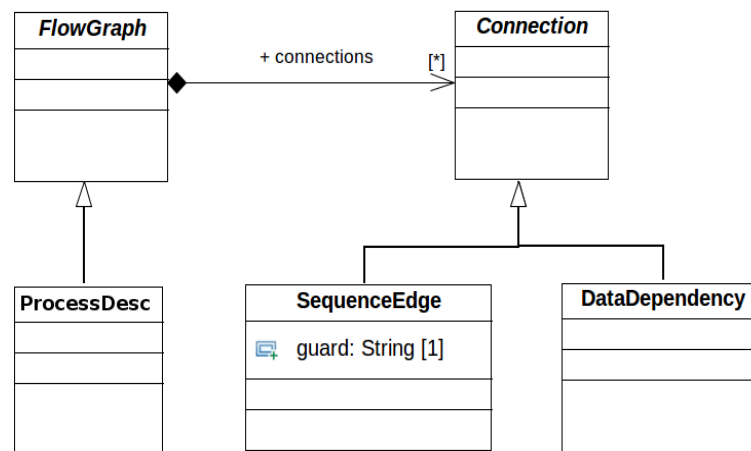 FlowGraph
+ connections
[*]
Connection
ProcessDesc
SequenceEdge
guard: String [1]
DataDependency